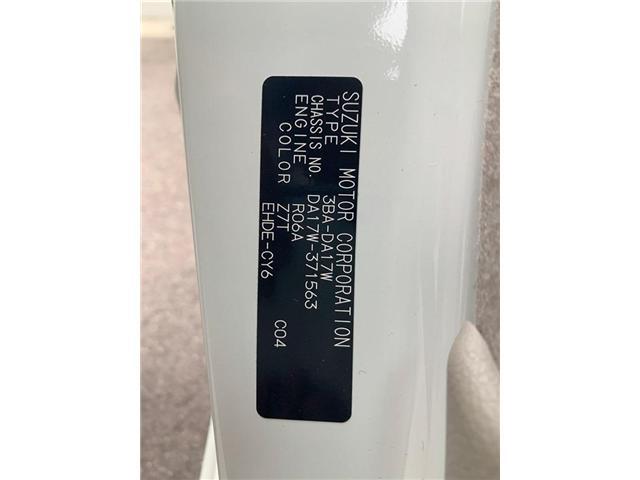 SUZUKI MOTOR CORPORATION
TYPE 3BA-DA17W
CHASSIS NO. DA17W-371563
ENGINE R06A
COLOR Z7T C04
EHDE-CY6